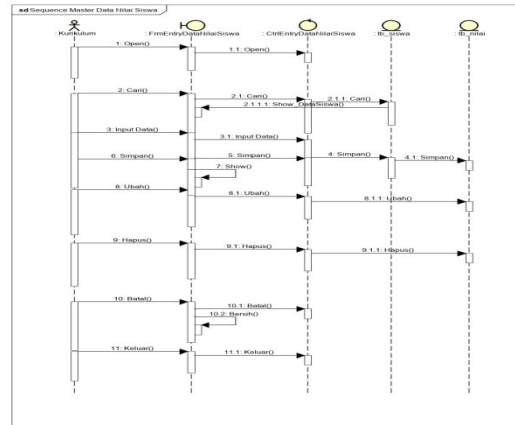 sd Sequence Master Data Nilai Siswa
: Kurikulum
: FrmEntryDataNilaiSiswa
: CtrlEntryDataNilaiSiswa
: tb_siswa
: tb_nilai
1: Open()
1.1: Open()
2: Cari()
2.1: Cari()
2.1.1: Cari()
2.1.1.1: Show_DataSiswa()
3: Input Data()
3.1: Input Data()
6: Simpan()
5: Simpan()
4: Simpan()
4.1: Simpan()
7: Show()
8: Ubah()
8.1: Ubah()
8.1.1: Ubah()
9: Hapus()
9.1: Hapus()
9.1.1: Hapus()
10: Batal()
10.1: Batal()
10.2: Bersih()
11: Keluar()
11.1: Keluar()